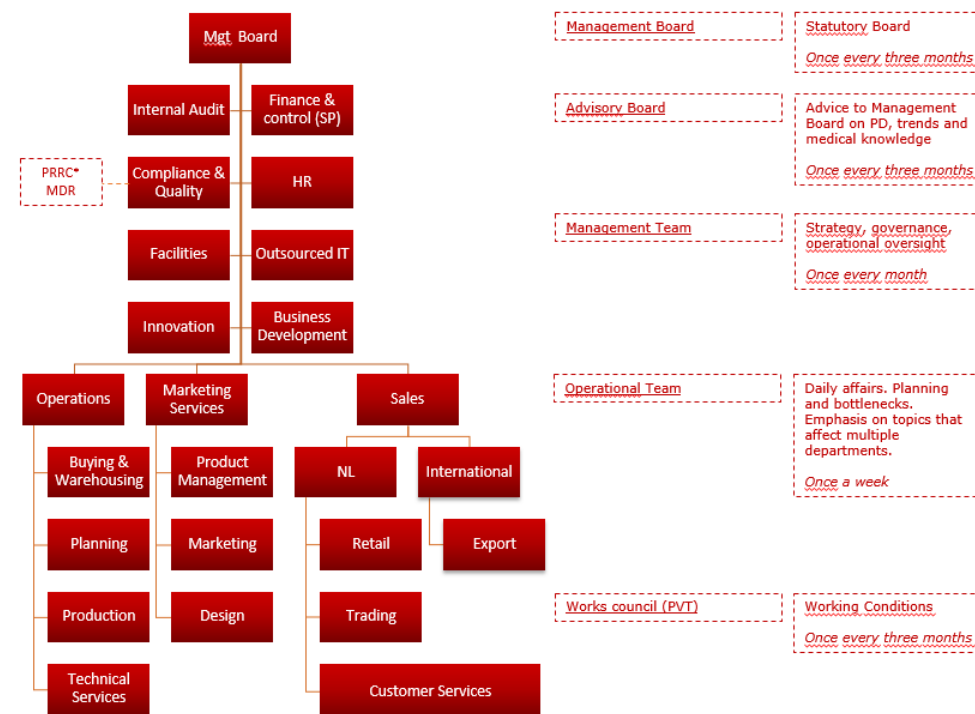 Mgt Board
Internal Audit
Finance &
control (SP)
PRRC*
MDR
Compliance &
Quality
HR
Facilities
Outsourced IT
Innovation
Business
Development
Operations
Marketing
Services
Sales
Buying &
Warehousing
Product
Management
NL
International
Planning
Marketing
Retail
Export
Production
Design
Trading
Technical
Services
Customer Services
Management Board
Statutory Board
Once every three months
Advisory Board
Advice to Management
Board on PD, trends and
medical knowledge
Once every three months
Management Team
Strategy, governance,
operational oversight
Once every month
Operational Team
Daily affairs. Planning
and bottlenecks.
Emphasis on topics that
affect multiple
departments.
Once a week
Works council (PVT)
Working Conditions
Once every three months